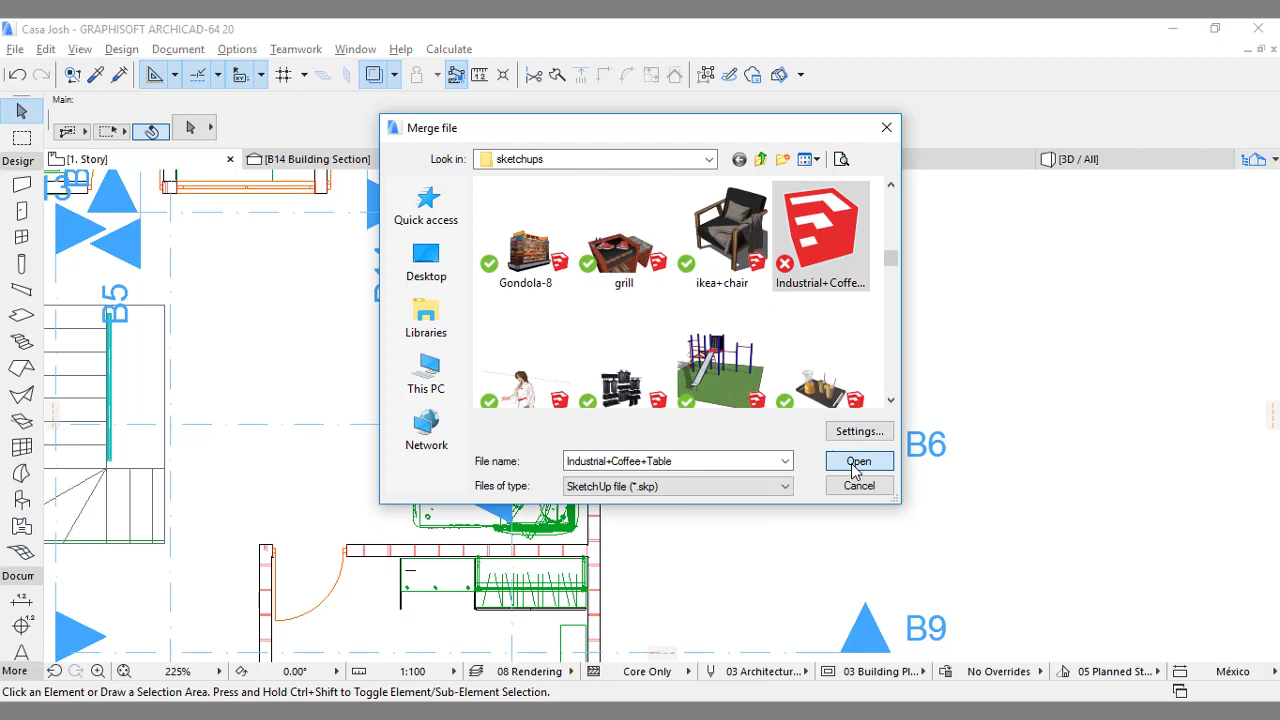 Casa Josh - GRAPHISOFT ARCHICAD-64 20
File Edit View Design Document Options Teamwork Window Help Calculate
Main:
[1. Story]
[B14 Building Section]
[3D / All]
Design
Merge file
Look in: sketchups
Quick access
Desktop
Libraries
This PC
Network
Gondola-8
grill
ikea+chair
Industrial+Coffe...
Settings...
File name: Industrial+Coffee+Table
Open
Files of type: SketchUp file (*.skp)
Cancel
B5
B6
B9
Docum
More
225%
0.00°
1:100
08 Rendering
Core Only
03 Architectur...
03 Building Pl...
No Overrides
05 Planned St...
México
Click an Element or Draw a Selection Area. Press and Hold Ctrl+Shift to Toggle Element/Sub-Element Selection.